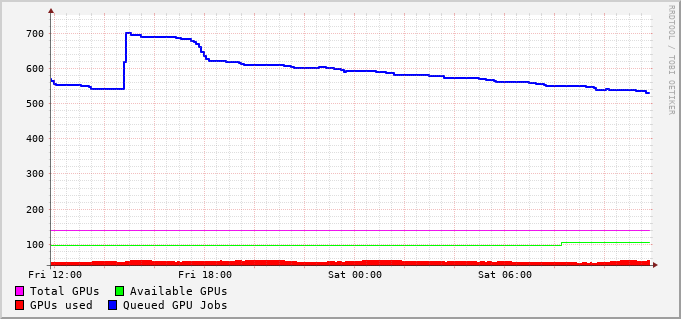 700
600
500
400
300
200
100
Fri 12:00 Fri 18:00 Sat 00:00 Sat 06:00
Total GPUs Available GPUs
GPUs used Queued GPU Jobs
RRDTOOL / TOBI OETIKER